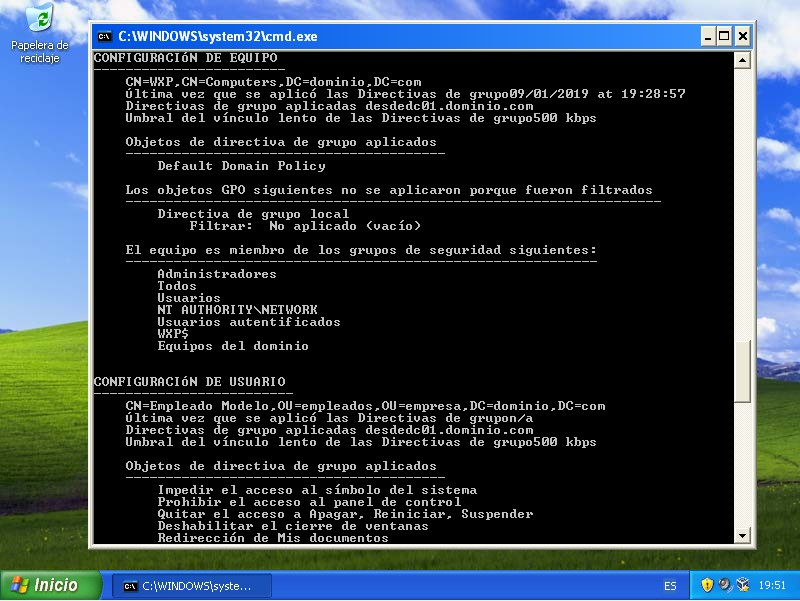 Papelera de
reciclaje
C:\WINDOWS\system32\cmd.exe
CONFIGURACIóN DE EQUIPO
------------------------
CN=WXP,CN=Computers,DC=dominio,DC=com
última vez que se aplicó las Directivas de grupo09/01/2019 at 19:28:57
Directivas de grupo aplicadas desdedc01.dominio.com
Umbral del vínculo lento de las Directivas de grupo500 kbps
Objetos de directiva de grupo aplicados
----------------------------------------
Default Domain Policy
Los objetos GPO siguientes no se aplicaron porque fueron filtrados
-------------------------------------------------------------------
Directiva de grupo local
Filtrar:  No aplicado (vacío)
El equipo es miembro de los grupos de seguridad siguientes:
-----------------------------------------------------------
Administradores
Todos
Usuarios
NT AUTHORITY\NETWORK
Usuarios autentificados
WXP$
Equipos del dominio
CONFIGURACIóN DE USUARIO
-------------------------
CN=Empleado Modelo,OU=empleados,OU=empresa,DC=dominio,DC=com
última vez que se aplicó las Directivas de grupon/a
Directivas de grupo aplicadas desdedc01.dominio.com
Umbral del vínculo lento de las Directivas de grupo500 kbps
Objetos de directiva de grupo aplicados
----------------------------------------
Impedir el acceso al símbolo del sistema
Prohibir el acceso al panel de control
Quitar el acceso a Apagar, Reiniciar, Suspender
Deshabilitar el cierre de ventanas
Redirección de Mis documentos
Inicio
C:\WINDOWS\syste...
ES
19:51